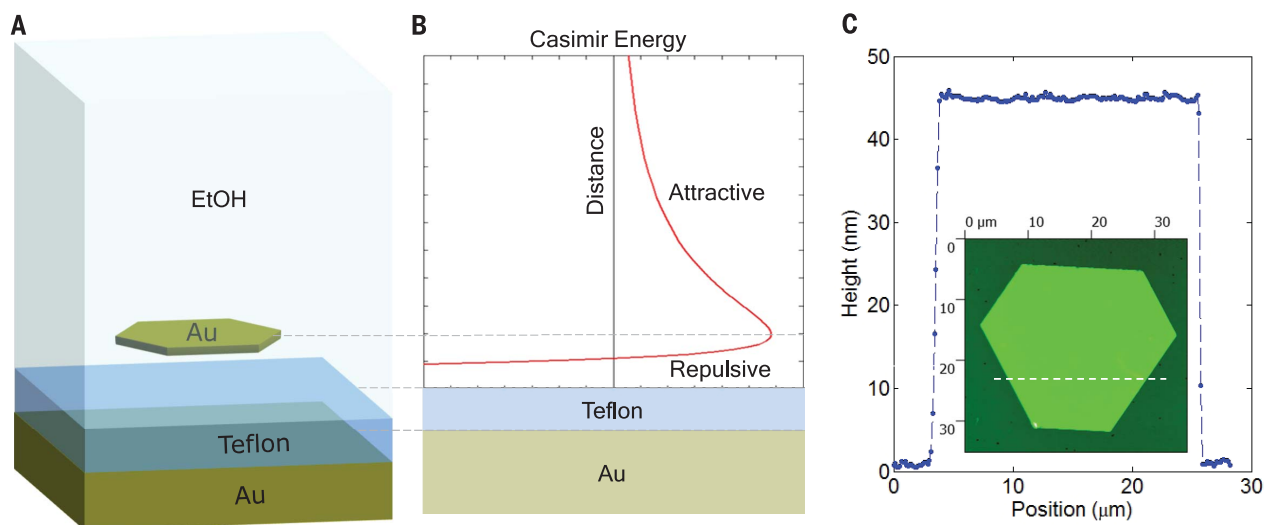 A
EtOH
Au
Teflon
Au
B
Casimir Energy
Distance
Attractive
Repulsive
Teflon
Au
C
50
40
30
20
10
0
Height (nm)
0 10 20 30
Position (μm)
0 μm 10 20 30
0
10
20
30